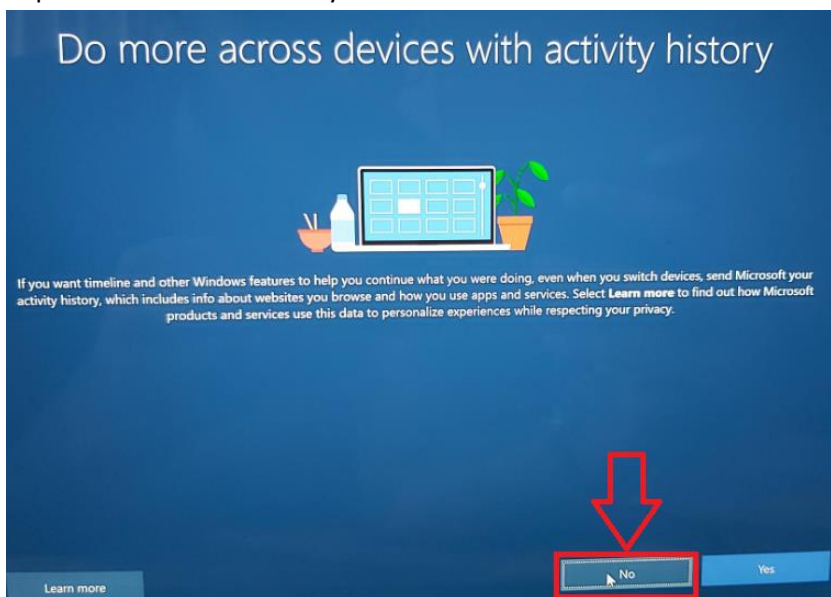 Do more across devices with activity history
If you want timeline and other Windows features to help you continue what you were doing, even when you switch devices, send Microsoft your
activity history, which includes info about websites you browse and how you use apps and services. Select Learn more to find out how Microsoft
products and services use this data to personalize experiences while respecting your privacy.
Learn more
No
Yes